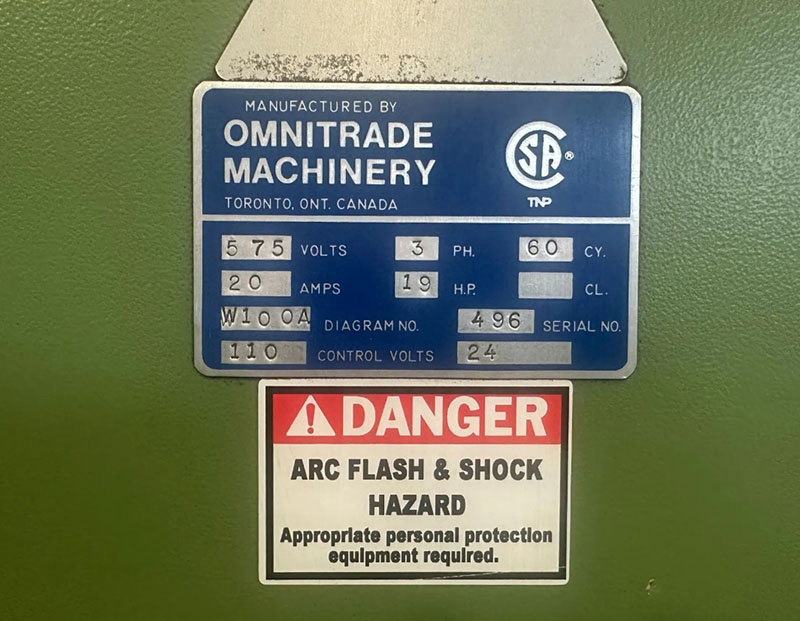 MANUFACTURED BY
OMNITRADE
MACHINERY
TORONTO, ONT. CANADA
CSA ®
TNP
575 VOLTS 3 PH. 60 CY.
20 AMPS 19 H.P. CL.
W100A DIAGRAM NO. 496 SERIAL NO.
110 CONTROL VOLTS 24
DANGER
ARC FLASH & SHOCK
HAZARD
Appropriate personal protection
equipment required.